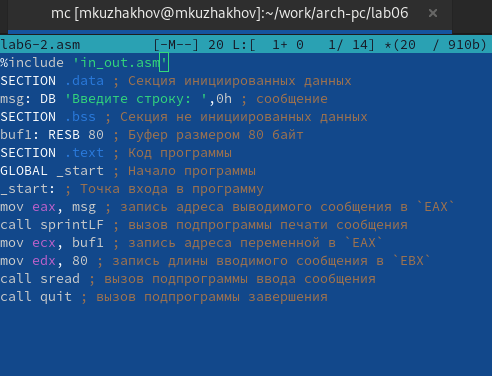 mc [mkuzhakhov@mkuzhakhov]:~/work/arch-pc/lab06 ×
lab6-2.asm [-M--] 20 L:[ 1+ 0 1/ 14] *(20 / 910b)
%include 'in_out.asm'
SECTION .data ; Секция инициированных данных
msg: DB 'Введите строку: ',0h ; сообщение
SECTION .bss ; Секция не инициированных данных
buf1: RESB 80 ; Буфер размером 80 байт
SECTION .text ; Код программы
GLOBAL _start ; Начало программы
_start: ; Точка входа в программу
mov eax, msg ; запись адреса выводимого сообщения в `EAX`
call sprintLF ; вызов подпрограммы печати сообщения
mov ecx, buf1 ; запись адреса переменной в `EAX`
mov edx, 80 ; запись длины вводимого сообщения в `EBX`
call sread ; вызов подпрограммы ввода сообщения
call quit ; вызов подпрограммы завершения